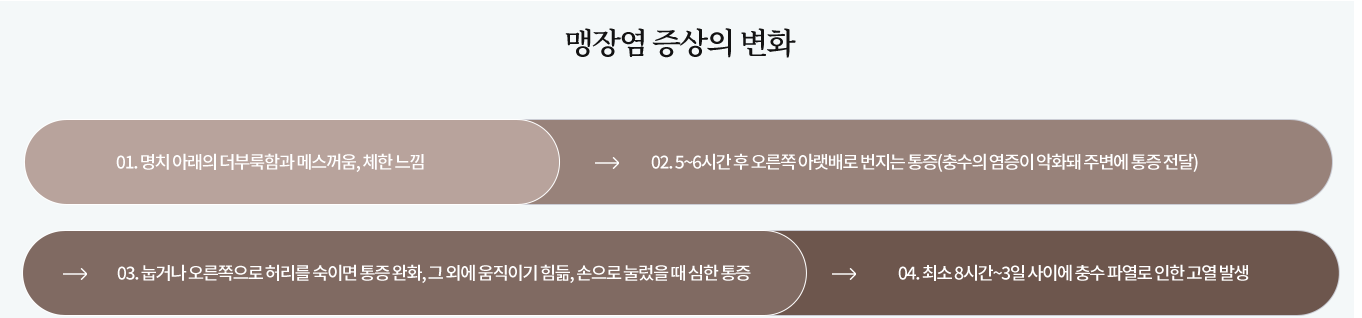 맹장염 증상의 변화
01. 명치 아래의 더부룩함과 메스꺼움, 체한 느낌
→ 02. 5~6시간 후 오른쪽 아랫배로 번지는 통증(충수의 염증이 악화돼 주변에 통증 전달)
→ 03. 눕거나 오른쪽으로 허리를 숙이면 통증 완화, 그 외에 움직이기 힘듦, 손으로 눌렀을 때 심한 통증
→ 04. 최소 8시간~3일 사이에 충수 파열로 인한 고열 발생